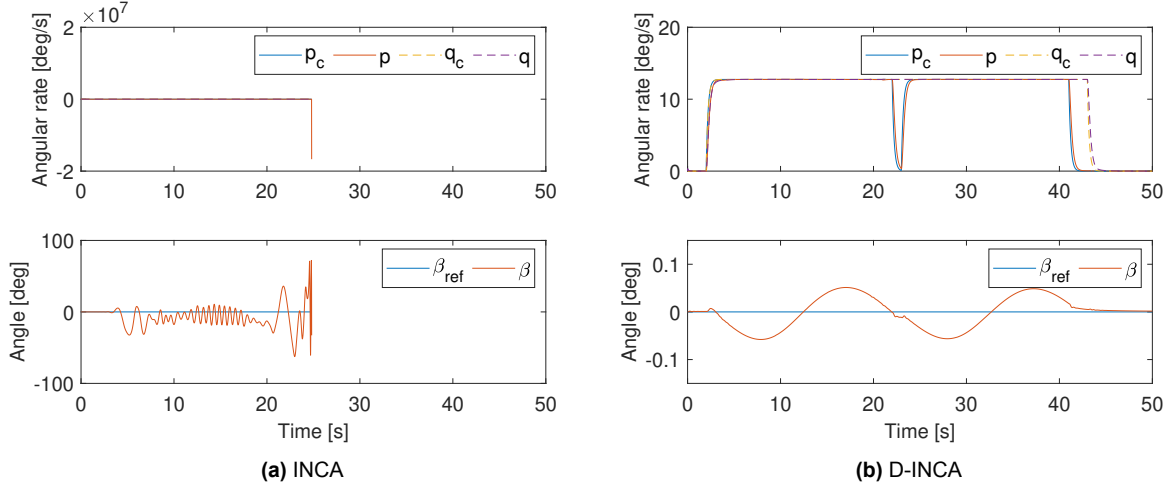 ×10⁷
Angular rate [deg/s]
2
0
-2
p_c p q_c q
0 10 20 30 40 50
Angle [deg]
100
0
-100
β_ref β
0 10 20 30 40 50
Time [s]
(a) INCA
Angular rate [deg/s]
20
10
0
p_c p q_c q
0 10 20 30 40 50
Angle [deg]
0.1
0
-0.1
β_ref β
0 10 20 30 40 50
Time [s]
(b) D-INCA